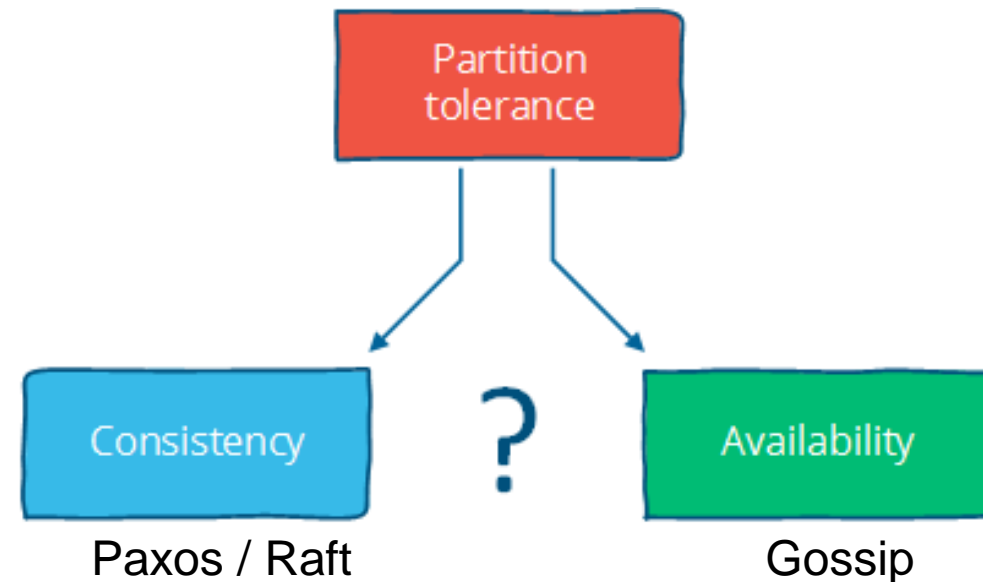 Partition
tolerance
Consistency
?
Availability
Paxos / Raft
Gossip